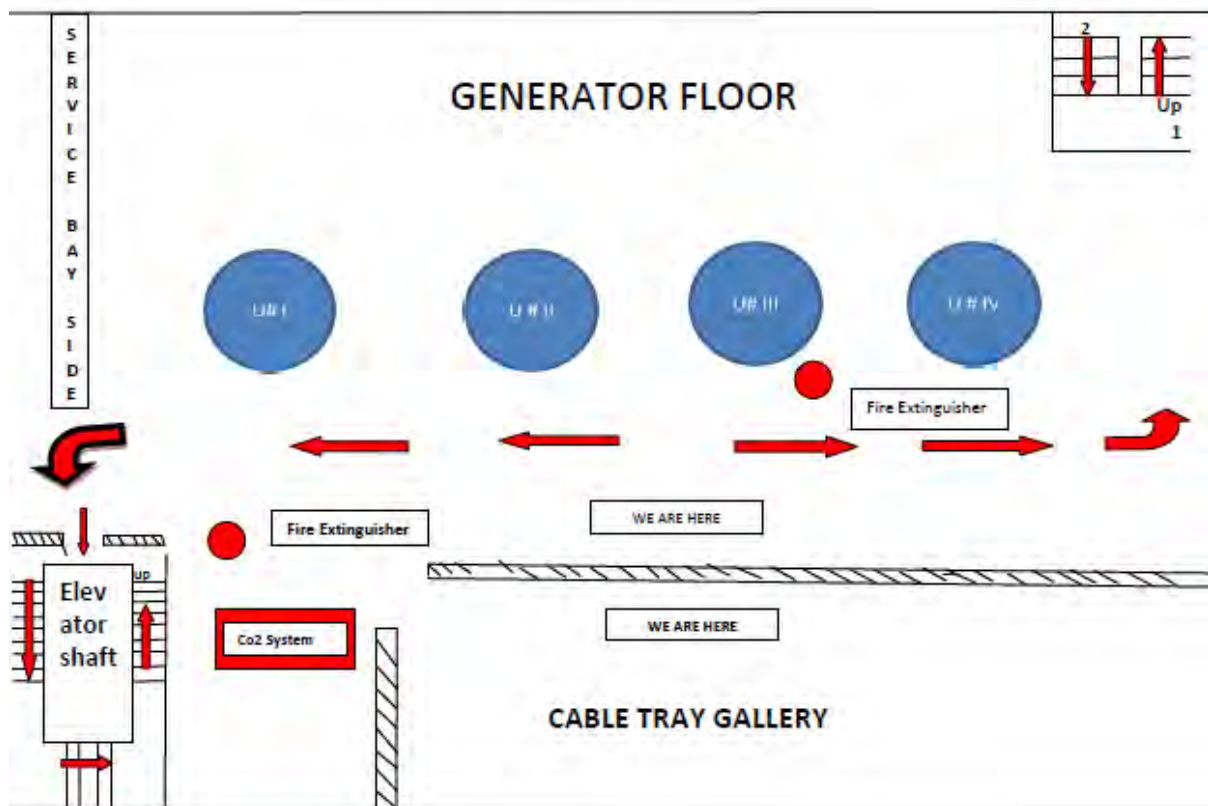 SERVICE BAY SIDE
2
Up
1
GENERATOR FLOOR
U# I
U # II
U# III
U # IV
Fire Extinguisher
WE ARE HERE
Fire Extinguisher
up
Elev
ator
shaft
Co2 System
WE ARE HERE
CABLE TRAY GALLERY